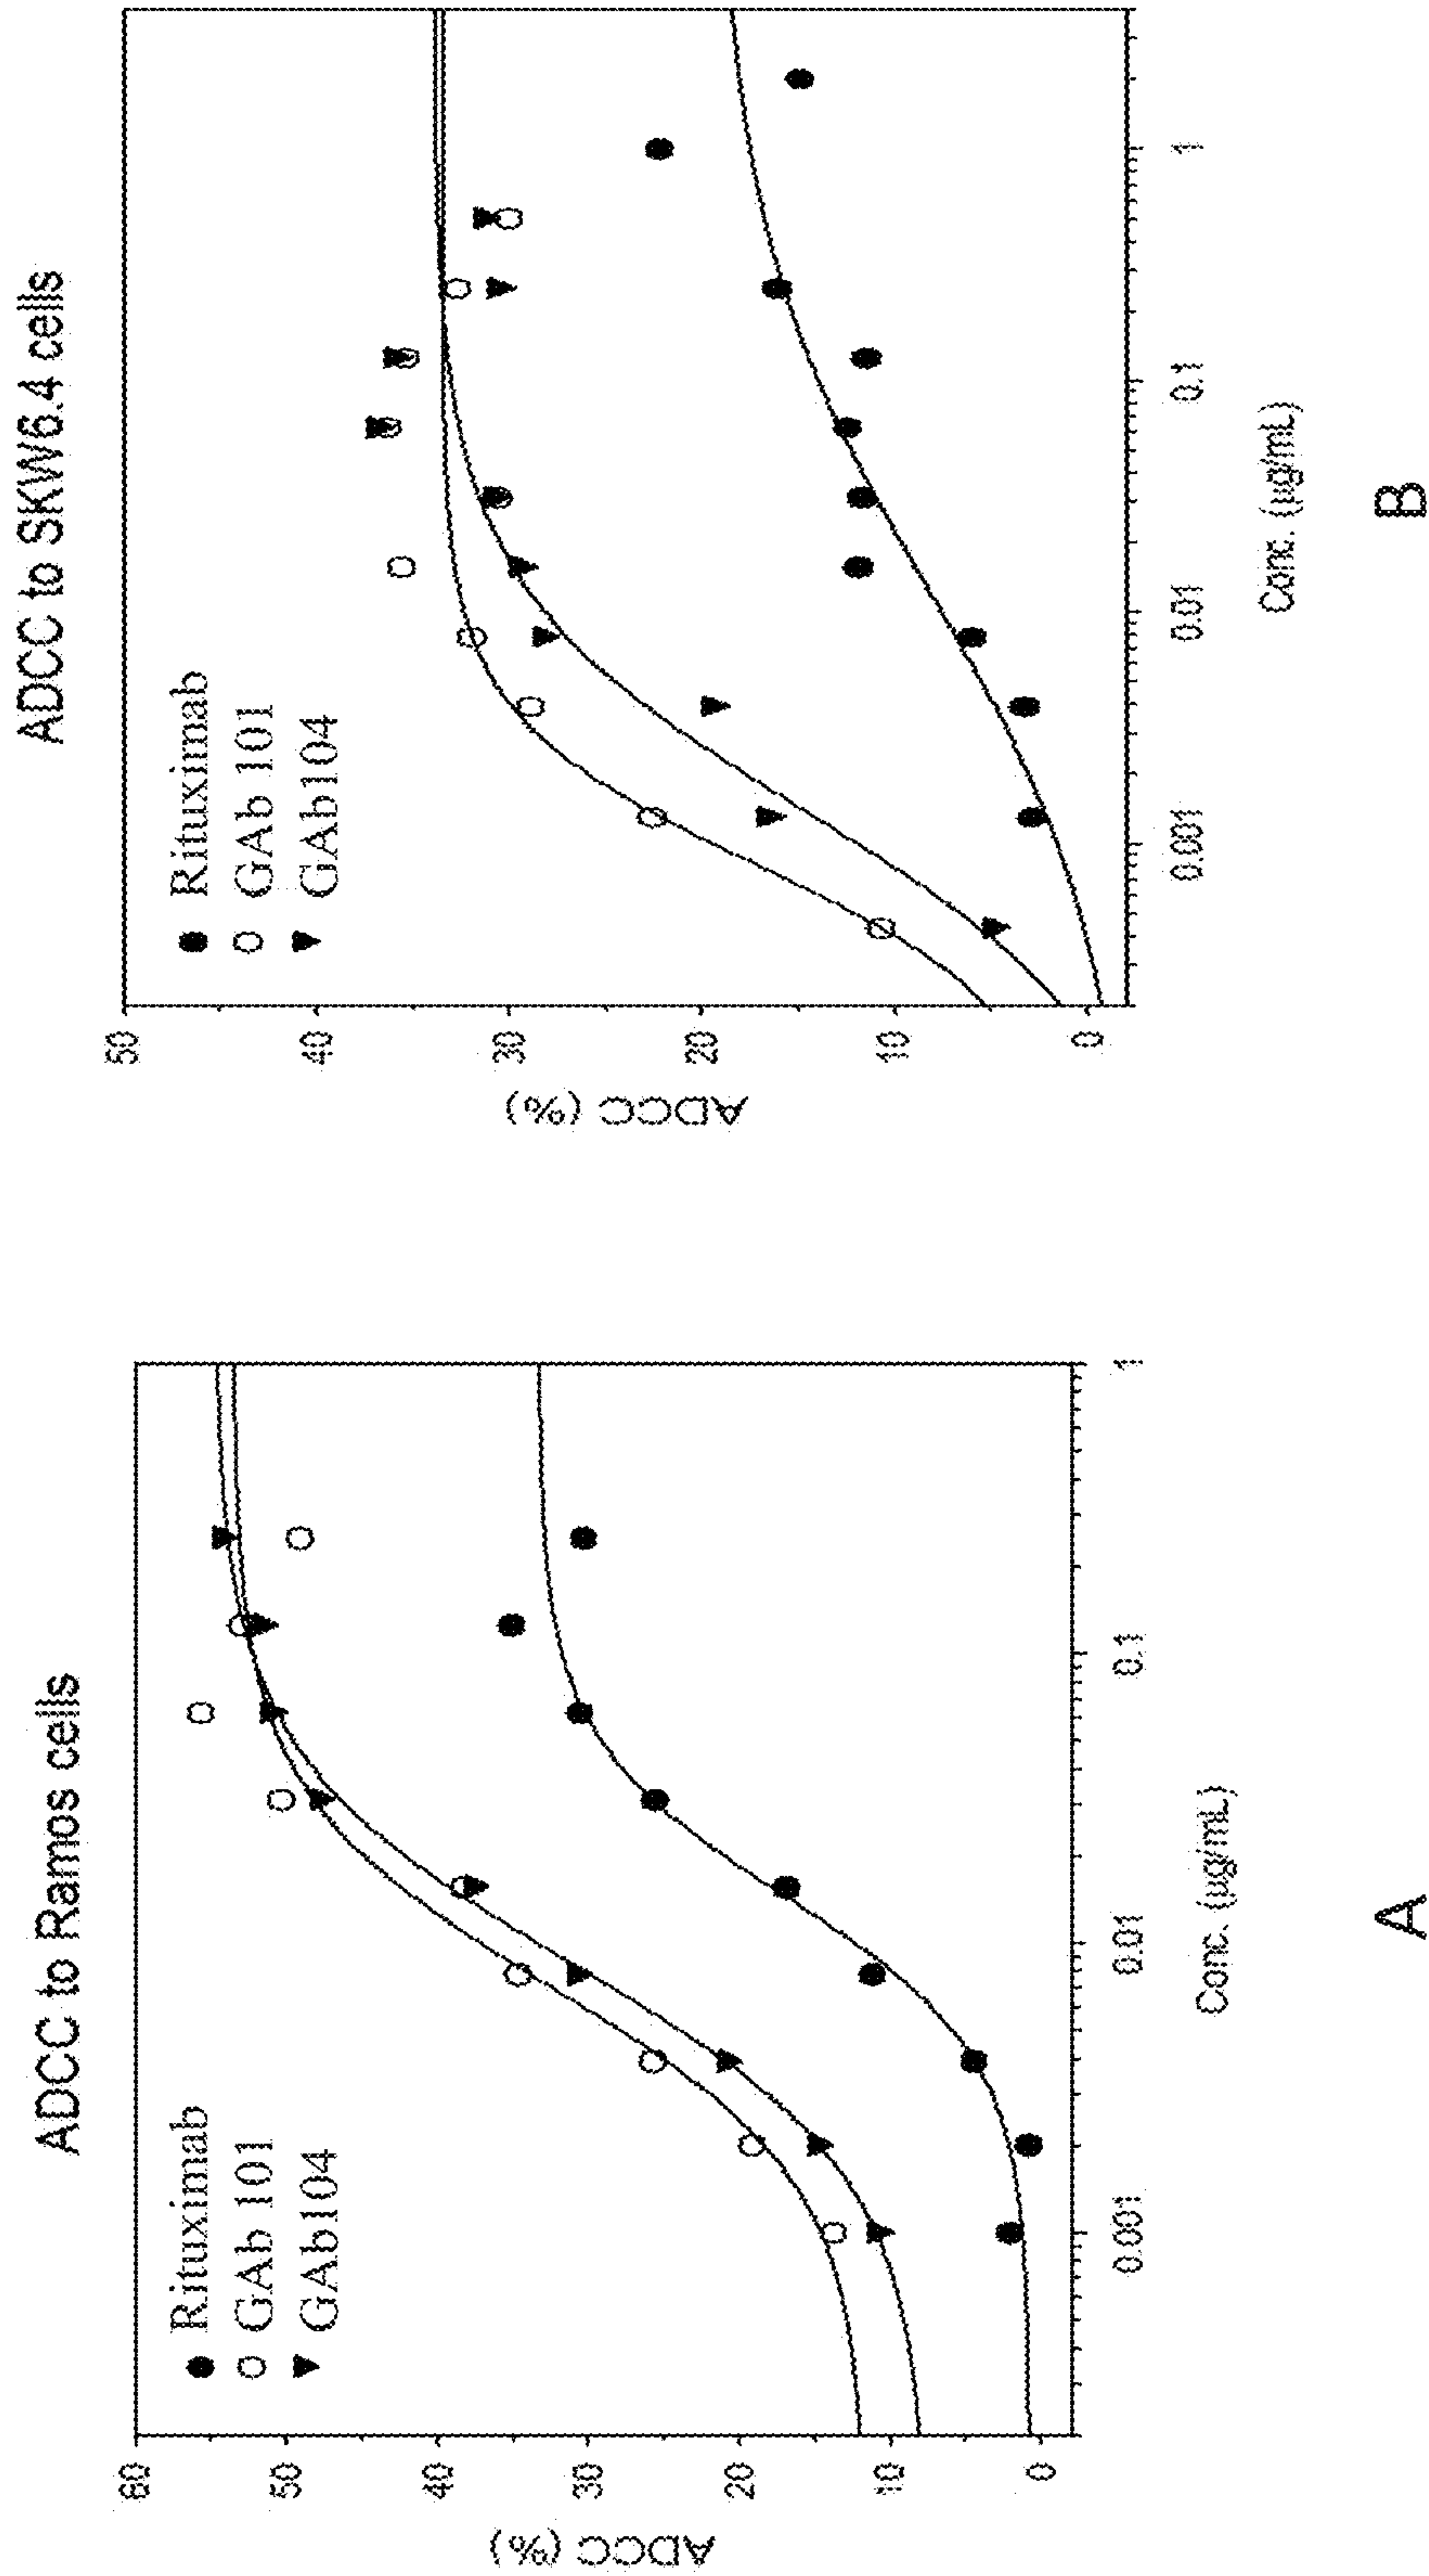 ADCC to Ramos cells
Rituximab
GAb 101
GAb104
ADCC (%)
60
50
40
30
20
10
0
0.001
0.01
0.1
1
Conc. (µg/mL)
A
ADCC to SKW6.4 cells
Rituximab
GAb 101
GAb104
ADCC (%)
50
40
30
20
10
0
0.001
0.01
0.1
1
Conc. (µg/mL)
B